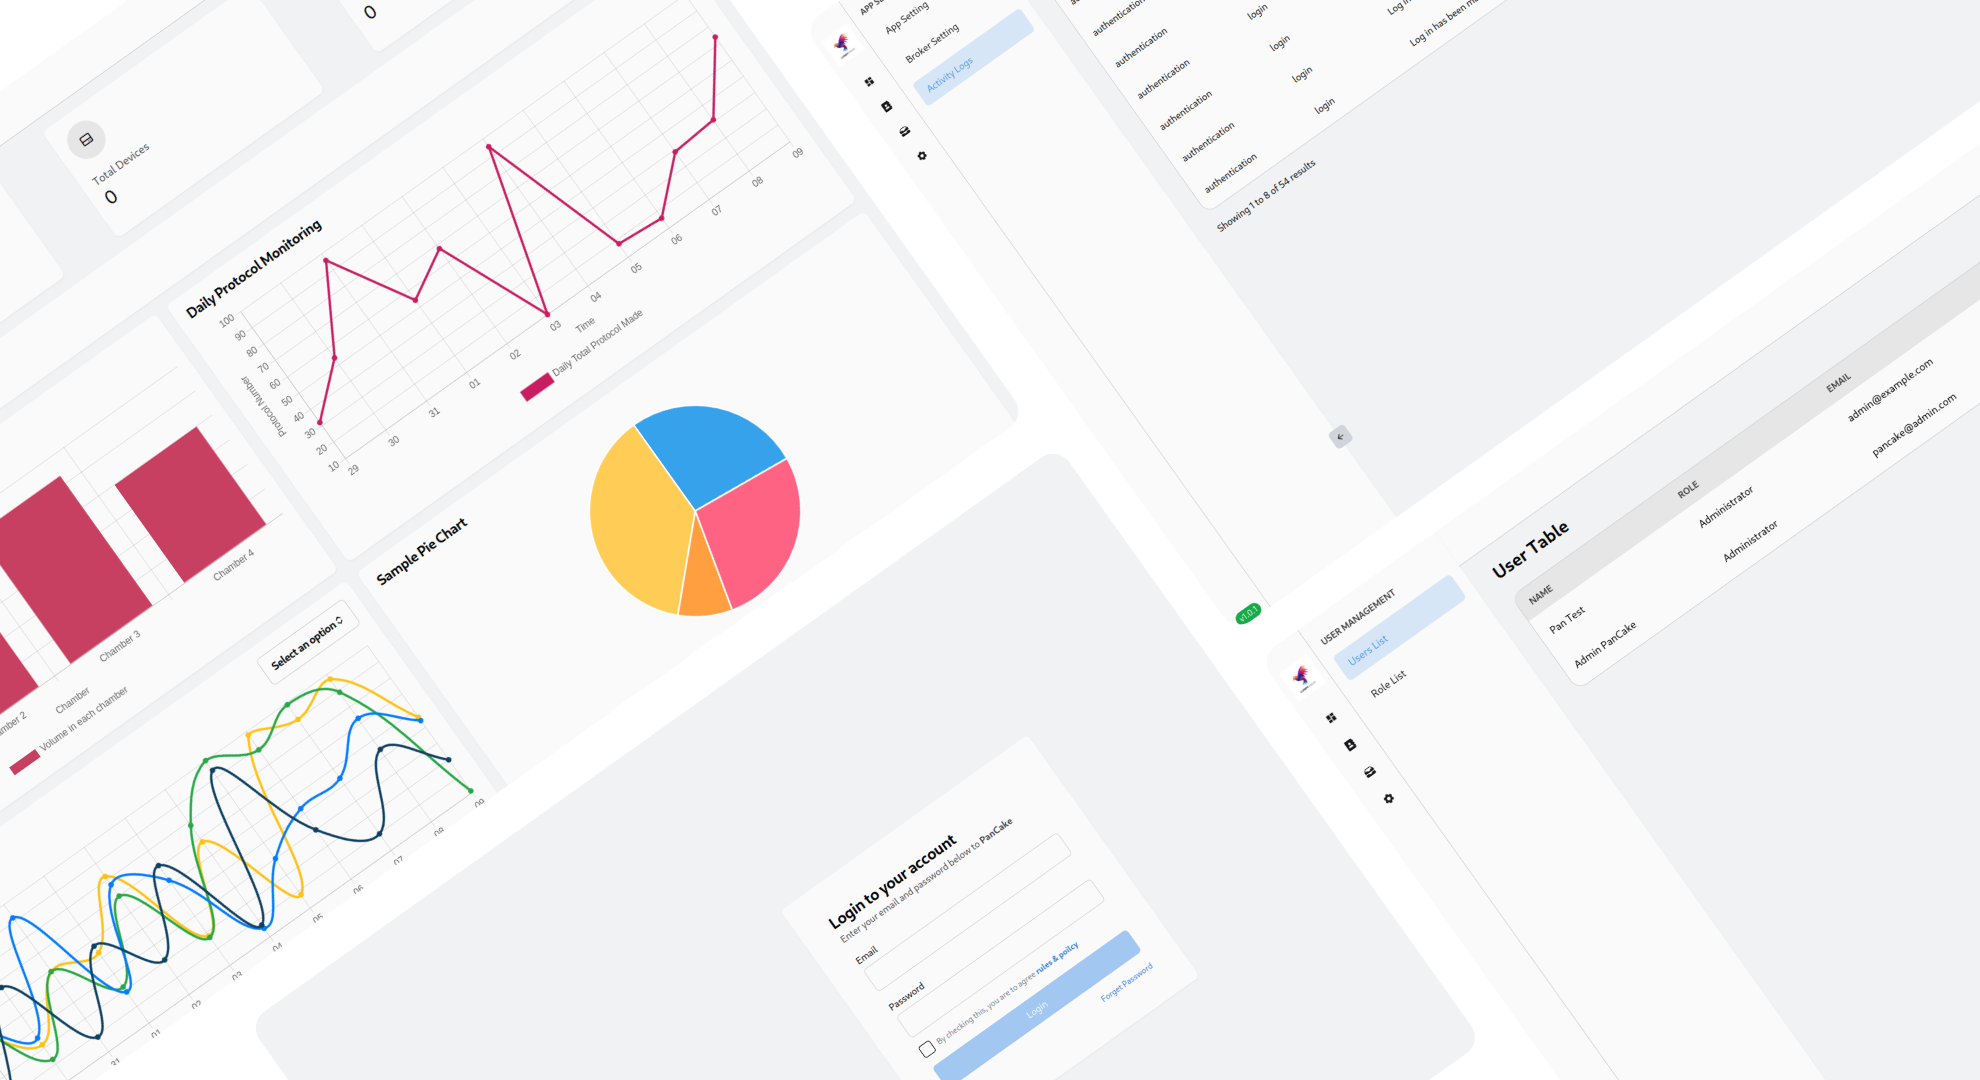 0
Total Devices
0
Daily Protocol Monitoring
100
90
80
70
60
50
40
30
20
10
Protocol Number
29
30
31
01
02
03
04
05
06
07
08
09
Time
Daily Total Protocol Made
Chamber 3
Chamber 4
Chamber
Volume in each chamber
Sample Pie Chart
Select an option
31
01
02
03
04
05
06
07
08
09
App Setting
Broker Setting
Activity Logs
authentication login
authentication login Log in has been
authentication login
authentication login
authentication
authentication
Showing 1 to 8 of 54 results
v1.0.1
USER MANAGEMENT
Users List
Role List
User Table
NAME ROLE EMAIL
Pan Test Administrator admin@example.com
Admin PanCake Administrator pancake@admin.com
Login to your account
Enter your email and password below to PanCake
Email
Password
By checking this, you are to agree rules & policy
Login
Forget Password